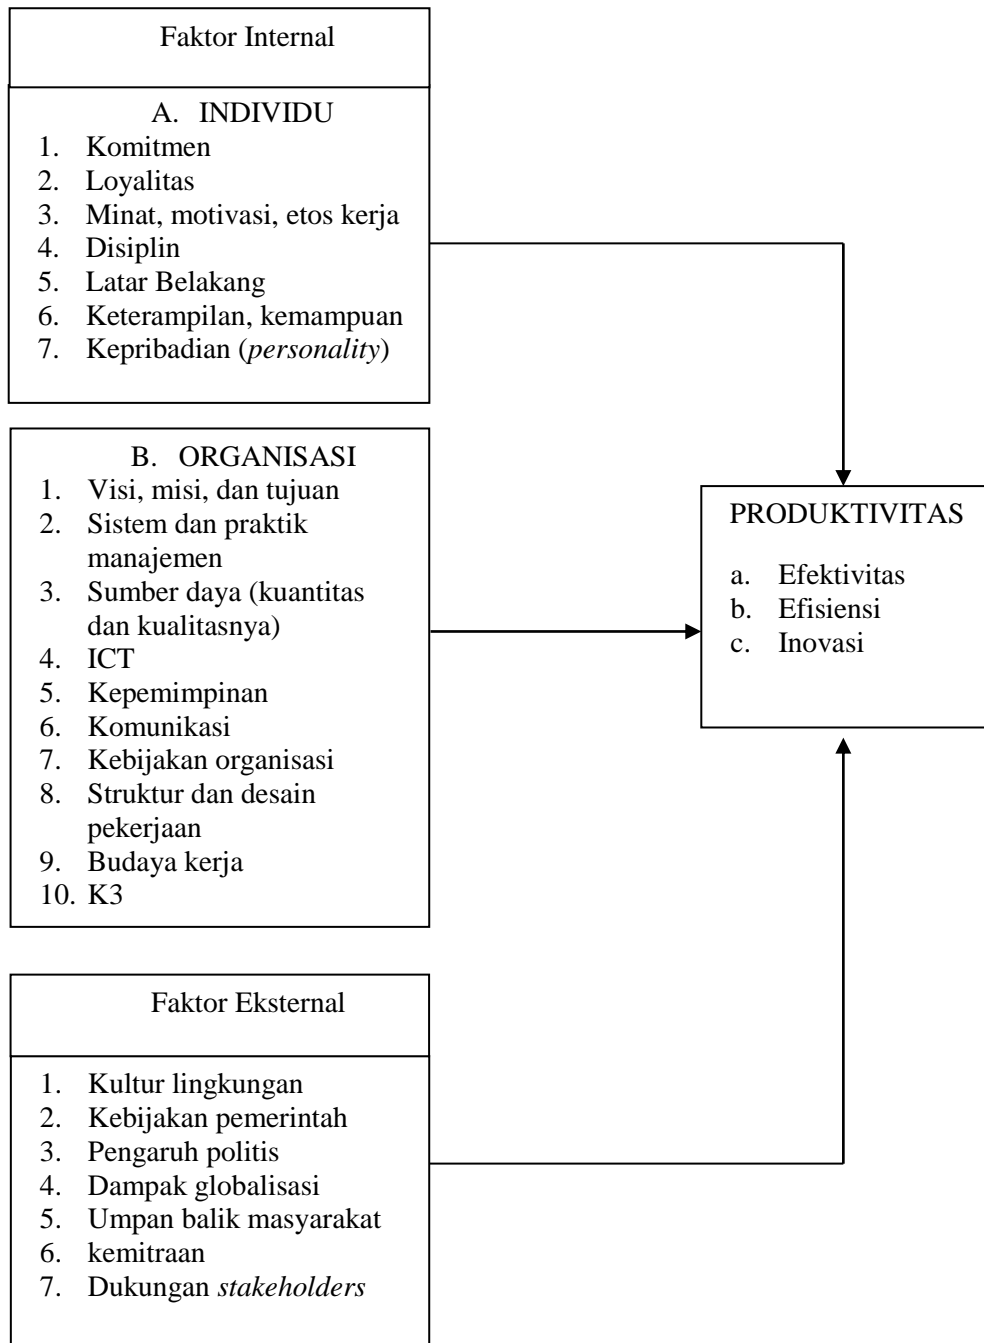 Faktor Internal
A. INDIVIDU
1. Komitmen
2. Loyalitas
3. Minat, motivasi, etos kerja
4. Disiplin
5. Latar Belakang
6. Keterampilan, kemampuan
7. Kepribadian (personality)
B. ORGANISASI
1. Visi, misi, dan tujuan
2. Sistem dan praktik
manajemen
3. Sumber daya (kuantitas
dan kualitasnya)
4. ICT
5. Kepemimpinan
6. Komunikasi
7. Kebijakan organisasi
8. Struktur dan desain
pekerjaan
9. Budaya kerja
10. K3
PRODUKTIVITAS
a. Efektivitas
b. Efisiensi
c. Inovasi
Faktor Eksternal
1. Kultur lingkungan
2. Kebijakan pemerintah
3. Pengaruh politis
4. Dampak globalisasi
5. Umpan balik masyarakat
6. kemitraan
7. Dukungan stakeholders